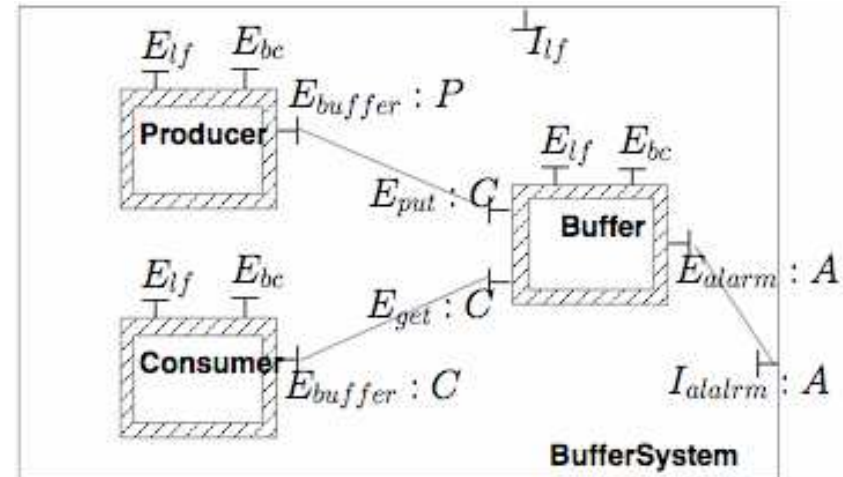 I_{lf}
E_{lf} E_{bc}
E_{buffer} : P
Producer
E_{lf} E_{bc}
E_{put} : C
Buffer
E_{lf} E_{bc}
E_{alarm} : A
E_{get} : C
Consumer
E_{buffer} : C
I_{alalrm} : A
BufferSystem